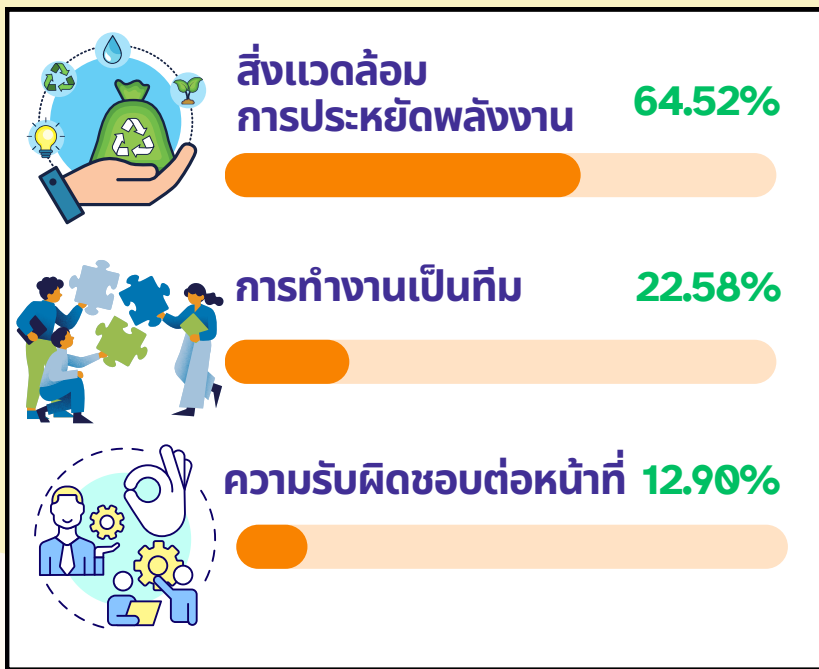 สิ่งแวดล้อม
การประหยัดพลังงาน 64.52%
การทำงานเป็นทีม 22.58%
ความรับผิดชอบต่อหน้าที่ 12.90%